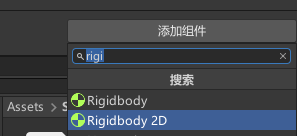 添加组件
rigi
搜索
Rigidbody
Assets > S
Rigidbody 2D